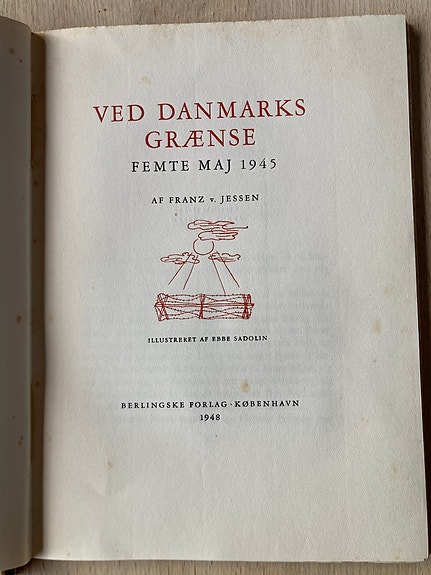 VED DANMARKS
GRÆNSE
FEMTE MAJ 1945
AF FRANZ v. JESSEN
ILLUSTRERET AF EBBE SADOLIN
BERLINGSKE FORLAG · KØBENHAVN
1948